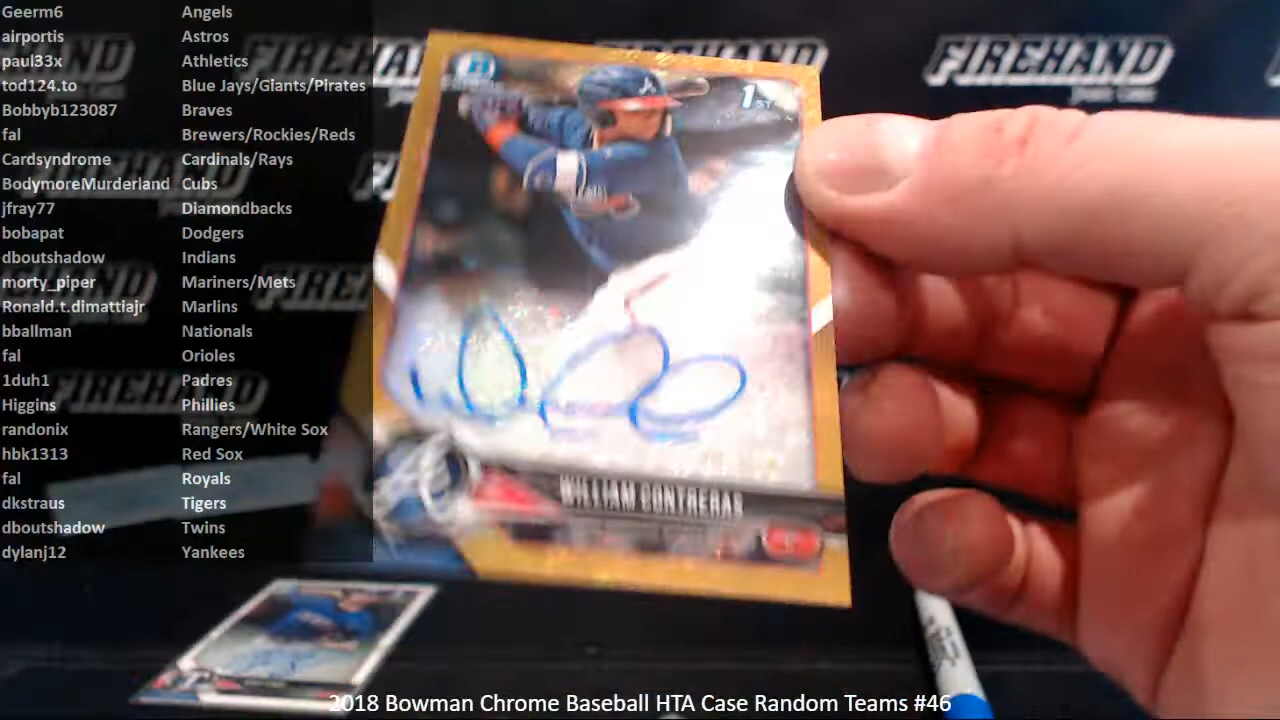 Geerm6 Angels
airportis Astros
paul33x Athletics
tod124.to Blue Jays/Giants/Pirates
Bobbyb123087 Braves
fal Brewers/Rockies/Reds
Cardsyndrome Cardinals/Rays
BodymoreMurderland Cubs
jfray77 Diamondbacks
bobapat Dodgers
dboutshadow Indians
morty_piper Mariners/Mets
Ronald.t.dimattiajr Marlins
bballman Nationals
fal Orioles
1duh1 Padres
Higgins Phillies
randonix Rangers/White Sox
hbk1313 Red Sox
fal Royals
dkstraus Tigers
dboutshadow Twins
dylanj12 Yankees
FIREHAND
FIREHAND
1ST
WILLIAM CONTRERAS
FIREHAND
2018 Bowman Chrome Baseball HTA Case Random Teams #46